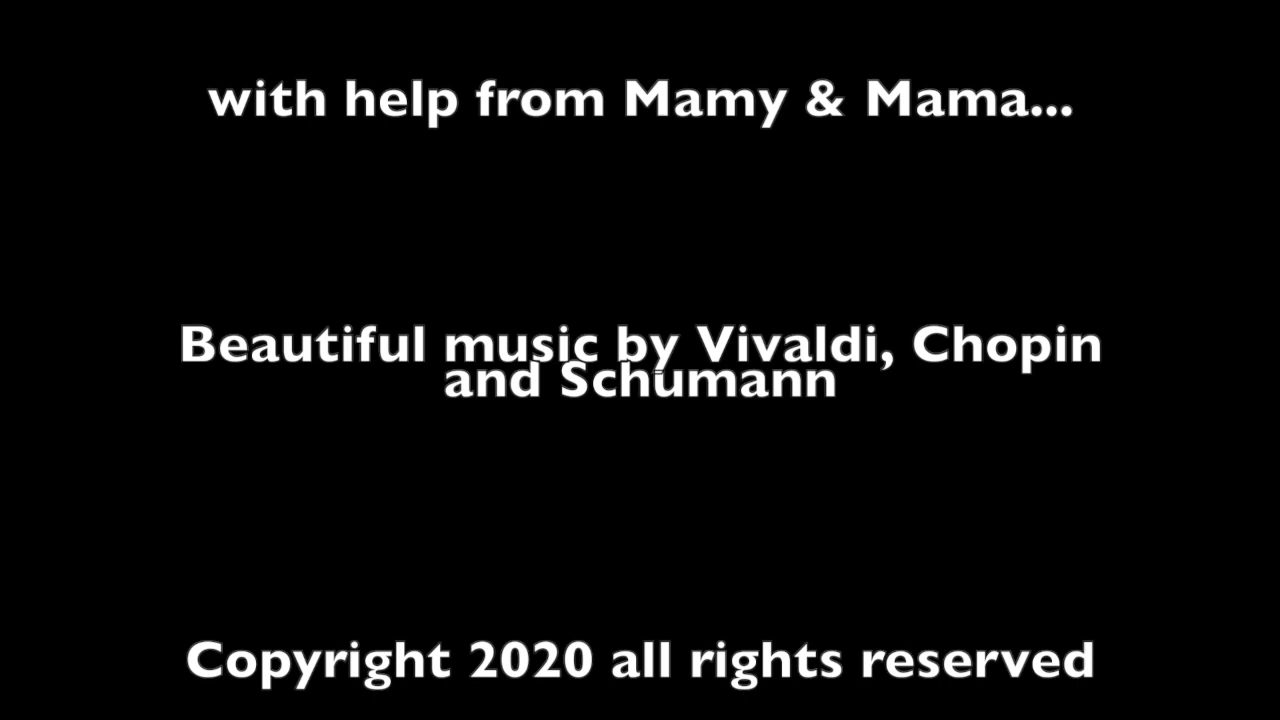 with help from Mamy & Mama...
Beautiful music by Vivaldi, Chopin
and Schumann
Copyright 2020 all rights reserved